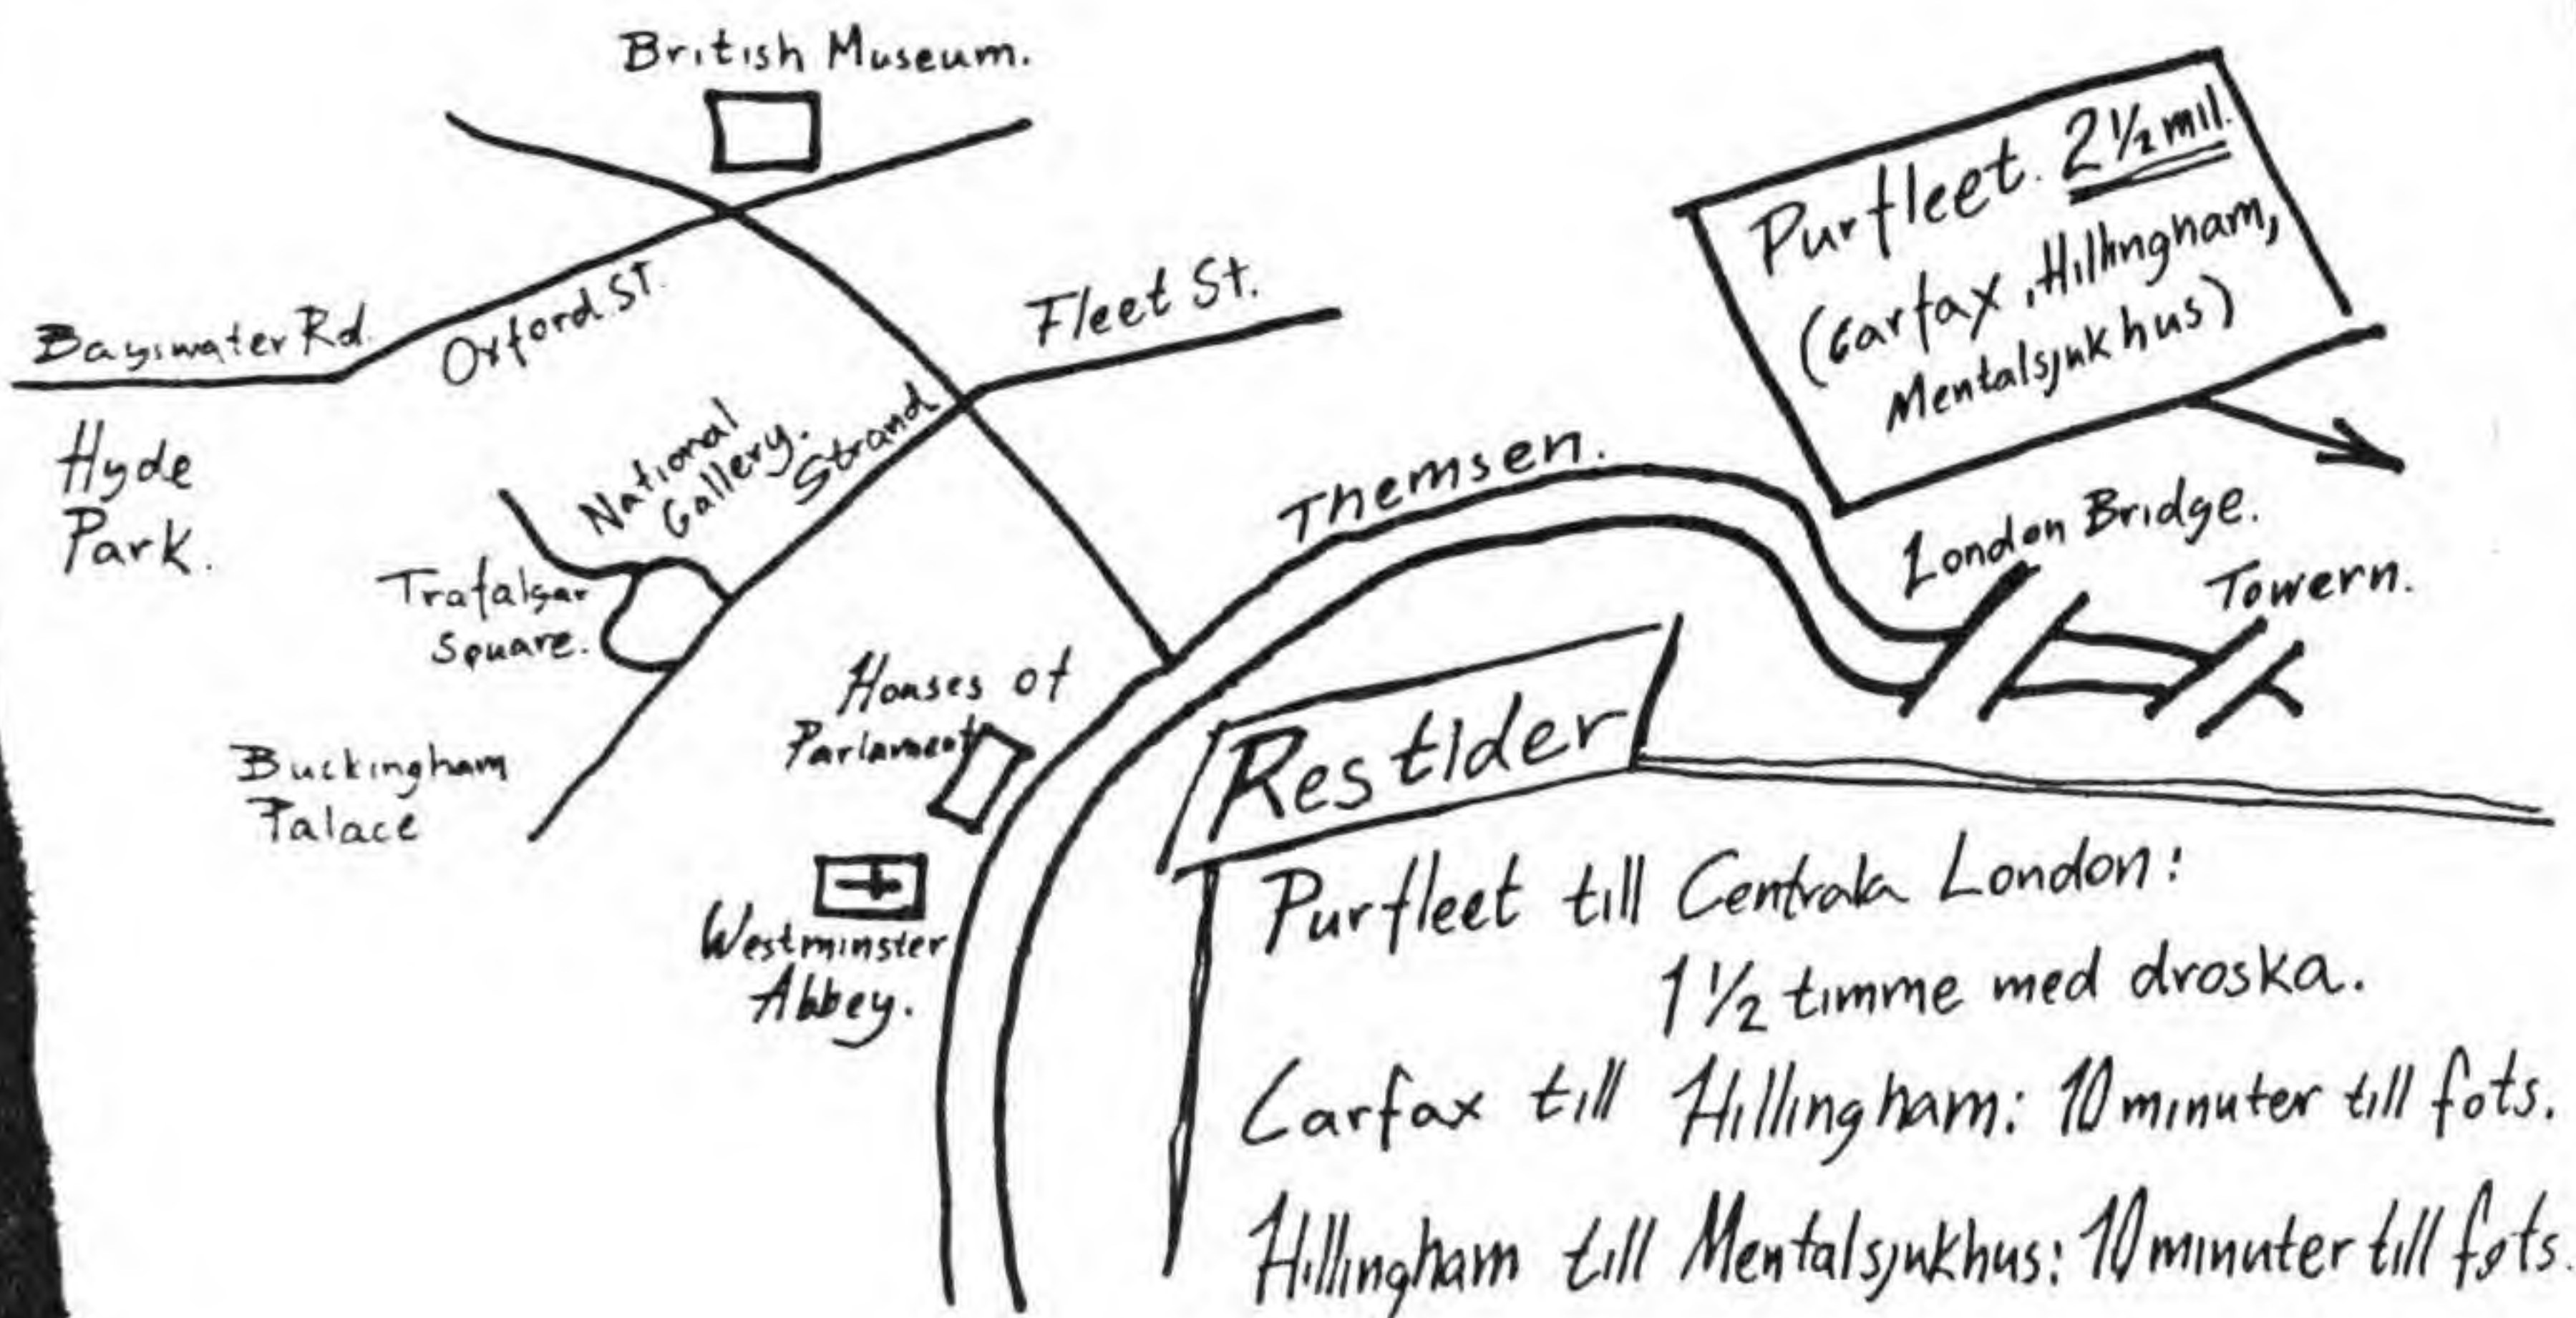 British Museum.
Purfleet. 2½ mil.
(Carfax, Hillingham,
Mentalsjukhus)
Bayswater Rd.
Oxford. ST.
Fleet St.
Hyde
Park.
National
Gallery.
Strand
Themsen.
London Bridge.
Towern.
Trafalgar
Square.
Houses of
Parlament
Buckingham
Palace
Westminster
Abbey.
Restider
Purfleet till Centrala London:
1½ timme med droska.
Carfax till Hillingham: 10 minuter till fots.
Hillingham till Mentalsjukhus: 10 minuter till fots.